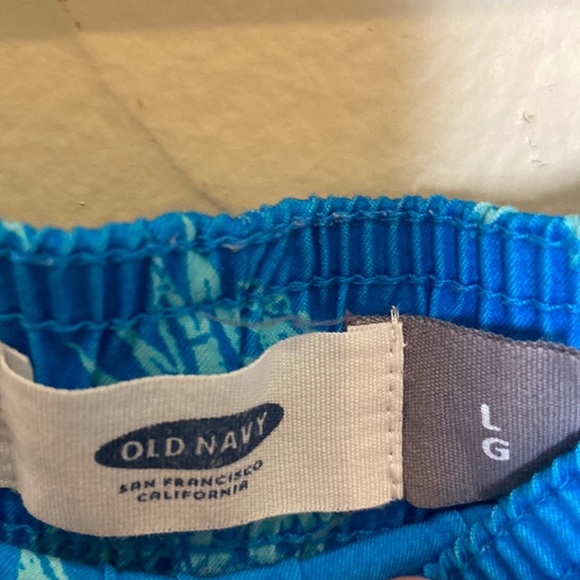 OLD NAVY
SAN FRANCISCO
CALIFORNIA
L
G